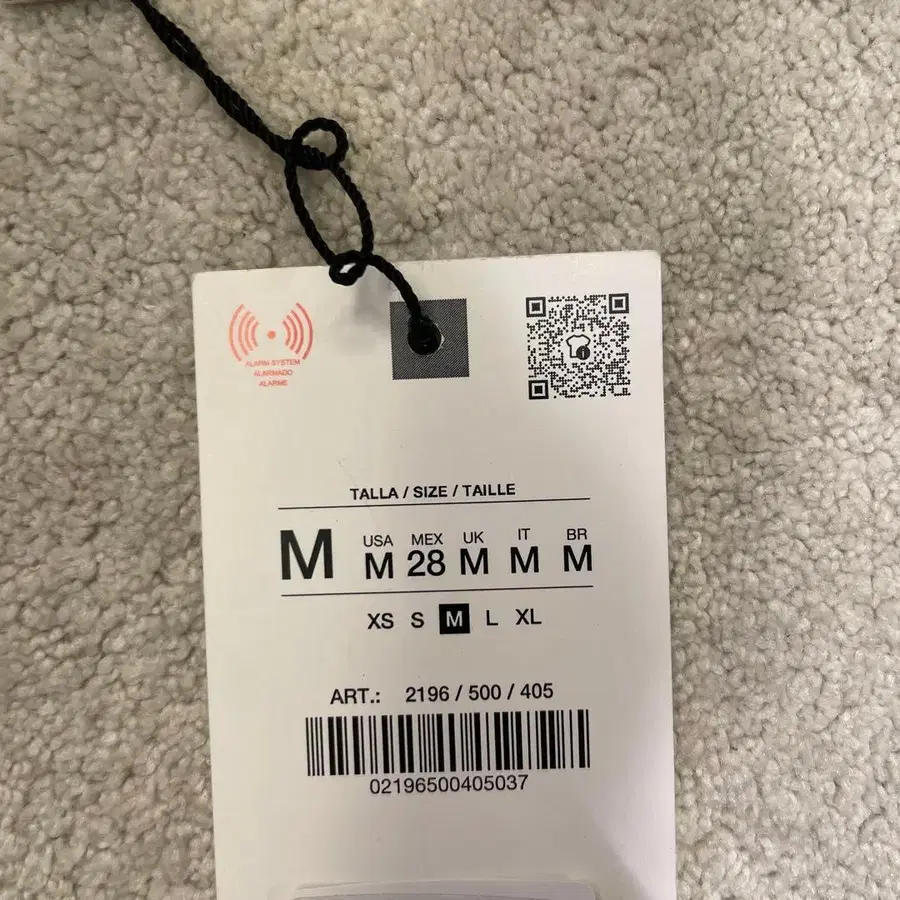 ALARM SYSTEM
ALARMADO
ALARME
TALLA / SIZE / TAILLE
M
USA MEX UK IT BR
M 28 M M M
XS S M L XL
ART.: 2196 / 500 / 405
02196500405037